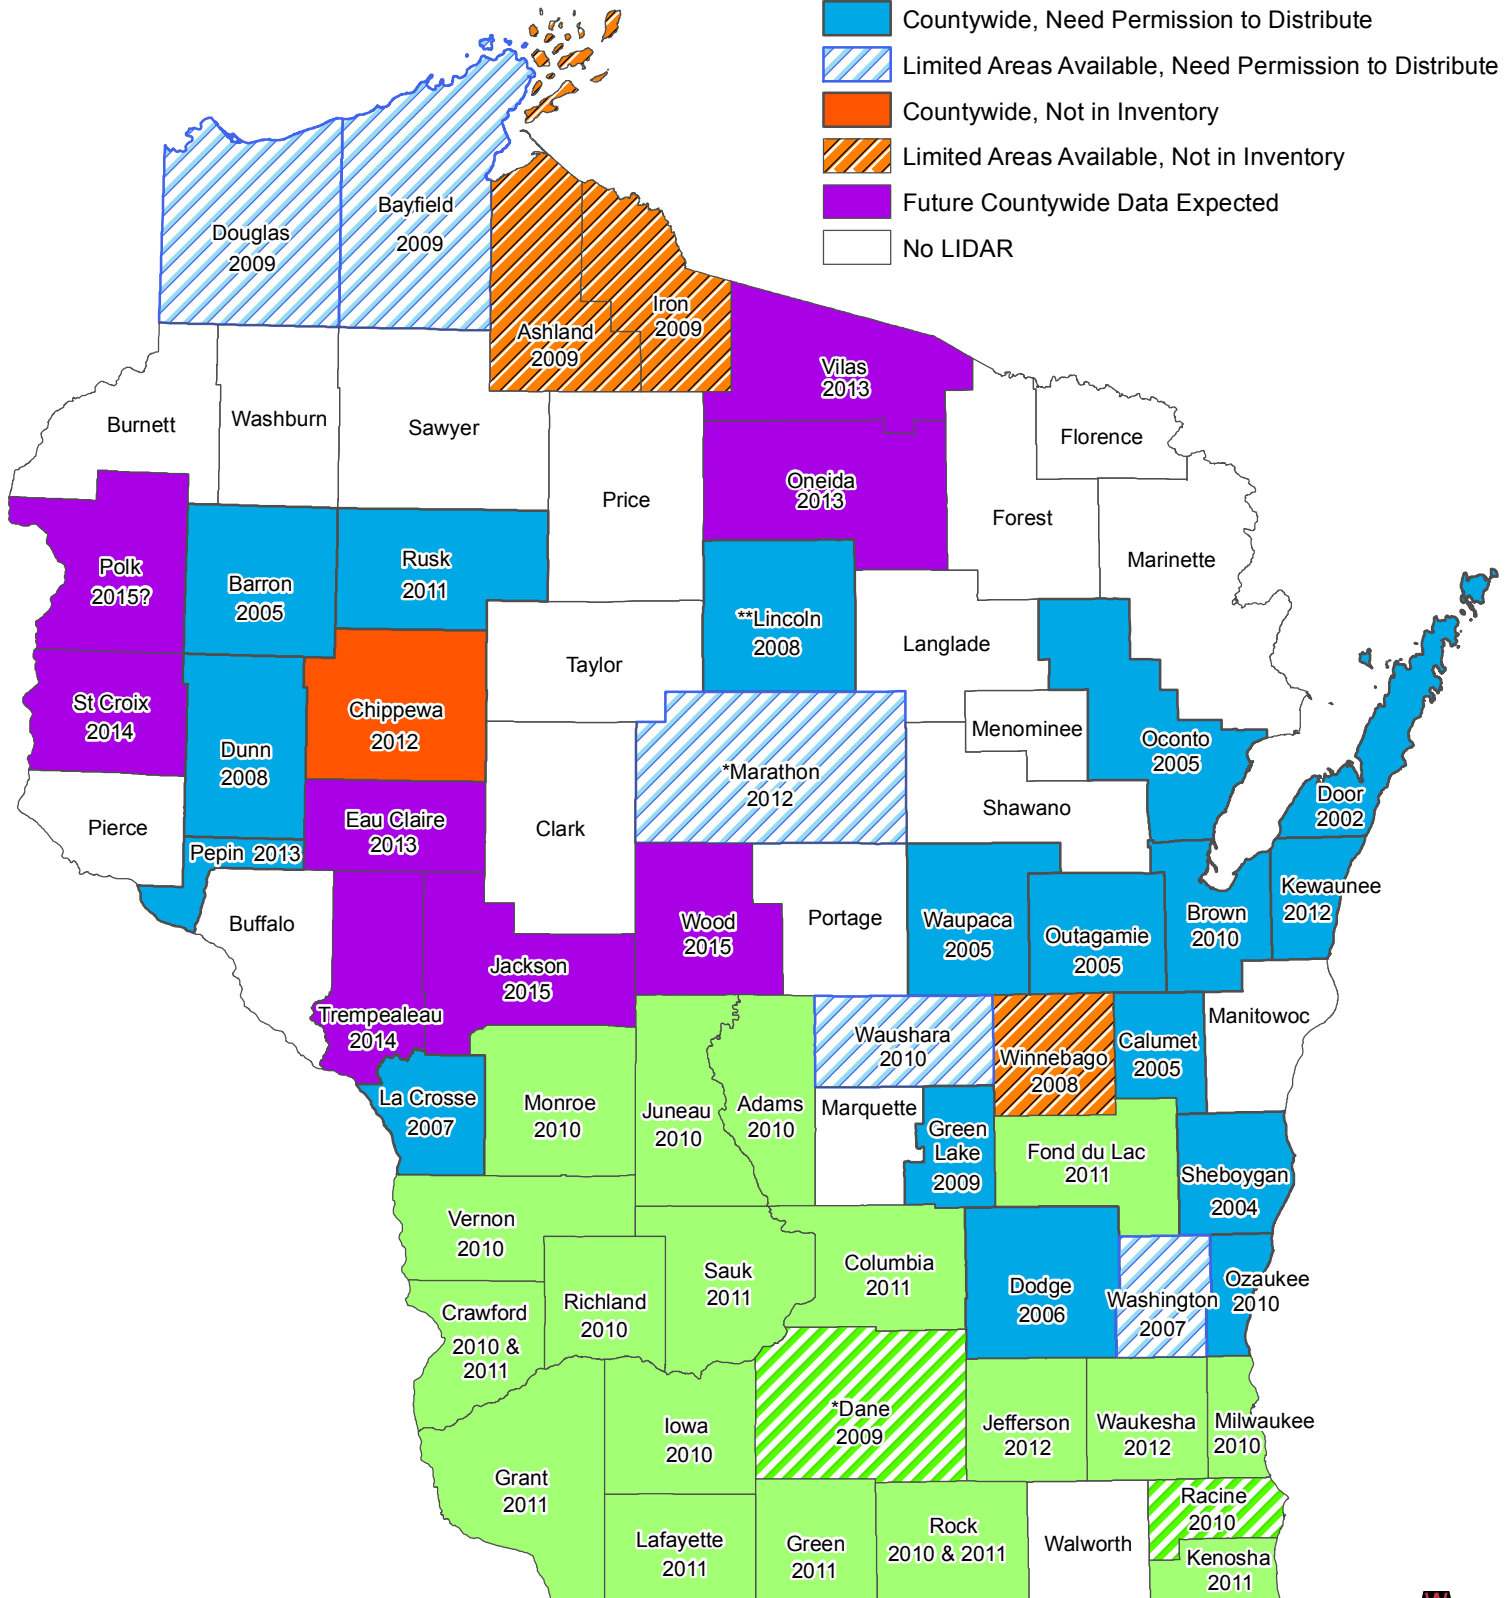 Countywide, Need Permission to Distribute
Limited Areas Available, Need Permission to Distribute
Countywide, Not in Inventory
Limited Areas Available, Not in Inventory
Future Countywide Data Expected
No LIDAR
Bayfield
2009
Douglas
2009
Iron
2009
Ashland
2009
Vilas
2013
Burnett
Washburn
Sawyer
Florence
Price
Oneida
2013
Forest
Marinette
Polk
2015?
Barron
2005
Rusk
2011
**Lincoln
2008
Langlade
Taylor
St Croix
2014
Chippewa
2012
Dunn
2008
Menominee
Oconto
2005
*Marathon
2012
Shawano
Door
2002
Pierce
Eau Claire
2013
Clark
Pepin 2013
Kewaunee
2012
Buffalo
Wood
2015
Portage
Waupaca
2005
Outagamie
2005
Brown
2010
Jackson
2015
Trempealeau
2014
Manitowoc
Waushara
2010
Winnebago
2008
Calumet
2005
La Crosse
2007
Monroe
2010
Juneau
2010
Adams
2010
Marquette
Green
Lake
2009
Fond du Lac
2011
Sheboygan
2004
Vernon
2010
Sauk
2011
Columbia
2011
Dodge
2006
Washington
2007
Ozaukee
2010
Crawford
2010 &
2011
Richland
2010
*Dane
2009
Iowa
2010
Jefferson
2012
Waukesha
2012
Milwaukee
2010
Grant
2011
Racine
2010
Lafayette
2011
Green
2011
Rock
2010 & 2011
Walworth
Kenosha
2011